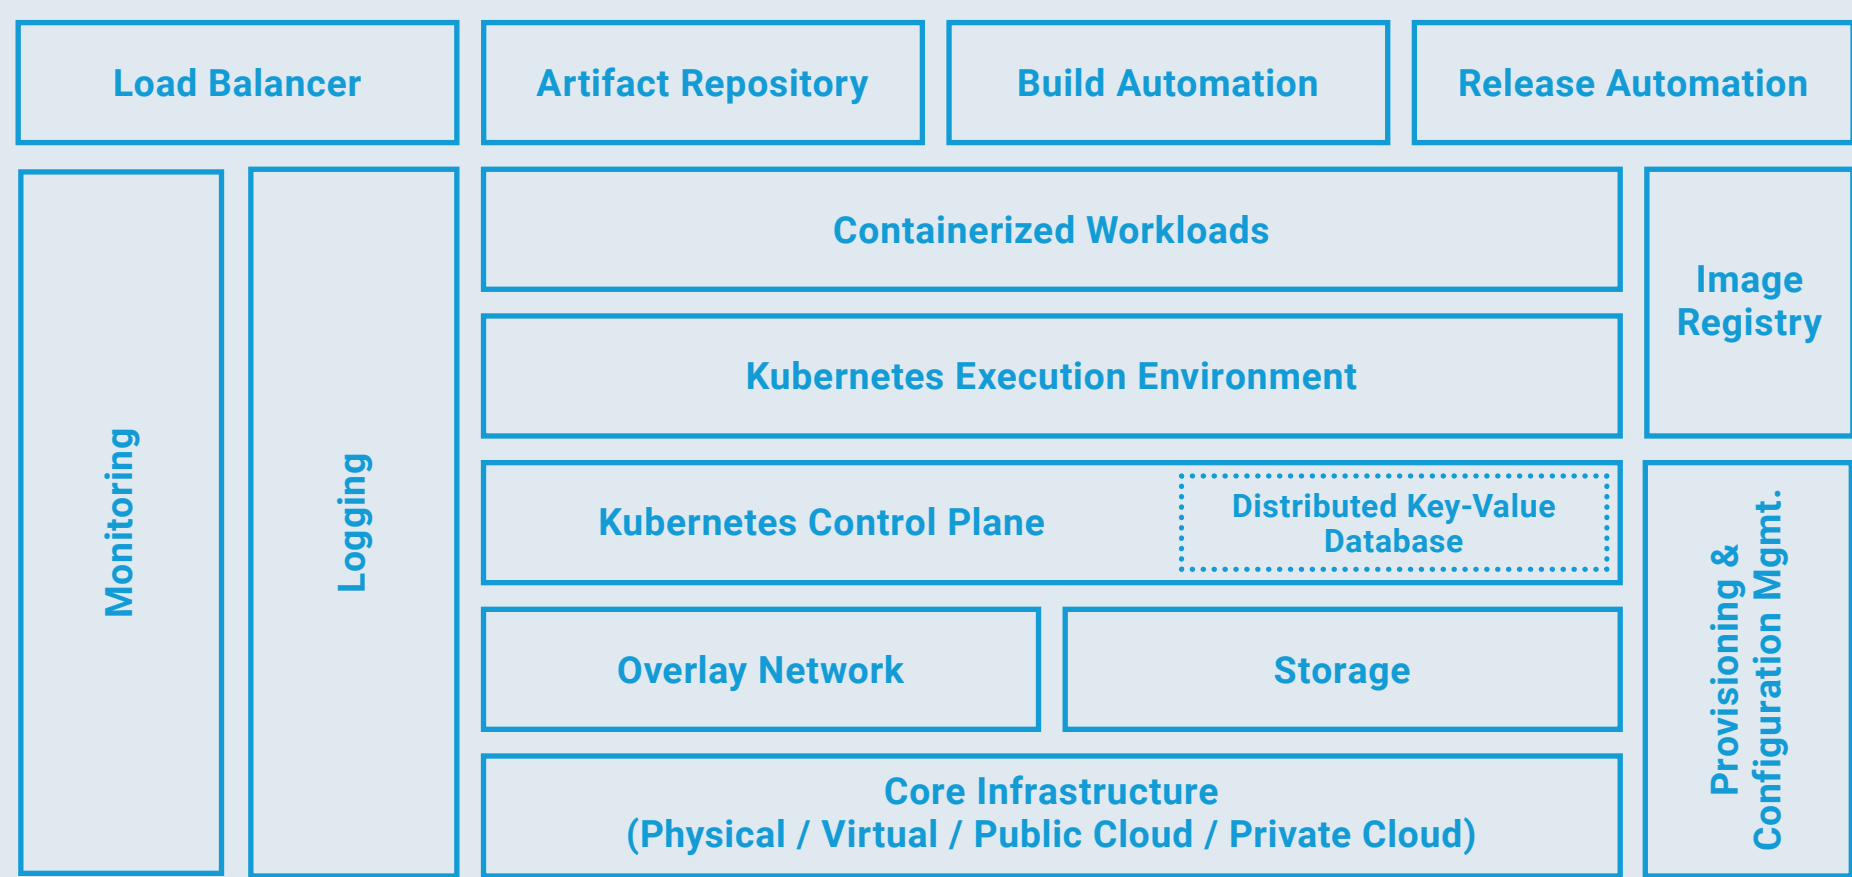 Load Balancer
Artifact Repository
Build Automation
Release Automation
Monitoring
Logging
Containerized Workloads
Image
Registry
Kubernetes Execution Environment
Kubernetes Control Plane
Distributed Key-Value
Database
Provisioning &
Configuration Mgmt.
Overlay Network
Storage
Core Infrastructure
(Physical / Virtual / Public Cloud / Private Cloud)